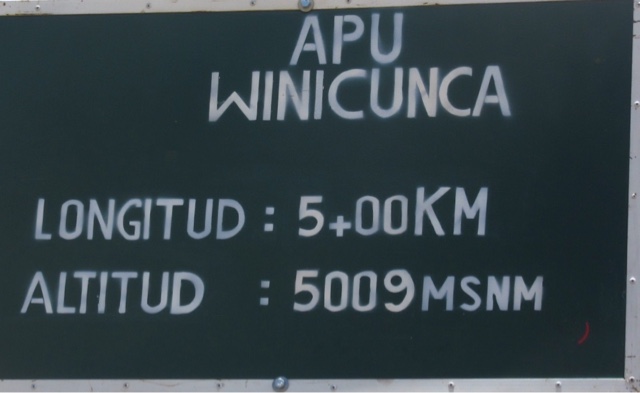 APU
WINICUNCA
LONGITUD : 5+00KM
ALTITUD : 5009MSNM